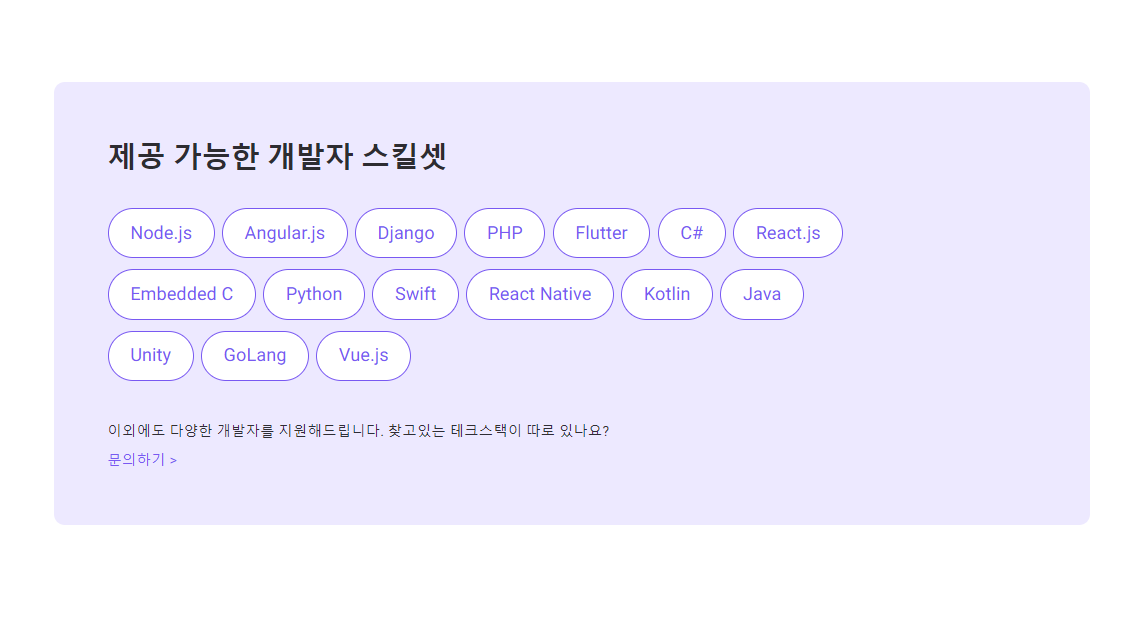 제공 가능한 개발자 스킬셋
Node.js Angular.js Django PHP Flutter C# React.js
Embedded C Python Swift React Native Kotlin Java
Unity GoLang Vue.js
이외에도 다양한 개발자를 지원해드립니다. 찾고있는 테크스택이 따로 있나요?
문의하기 >